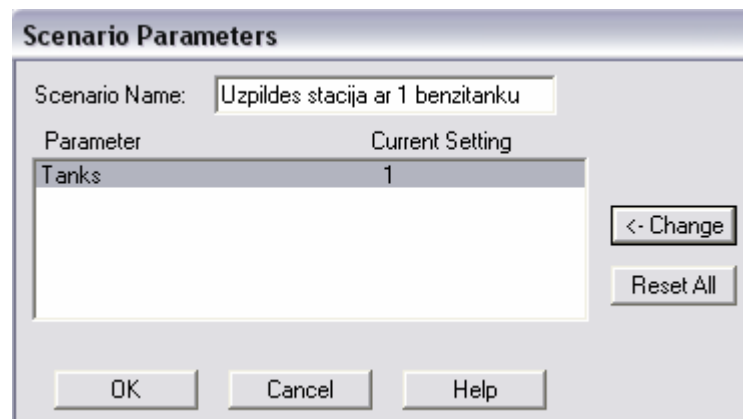 Scenario Parameters
Scenario Name: Uzpildes stacija ar 1 benzitanku
Parameter Current Setting
Tanks 1
<- Change
Reset All
OK Cancel Help